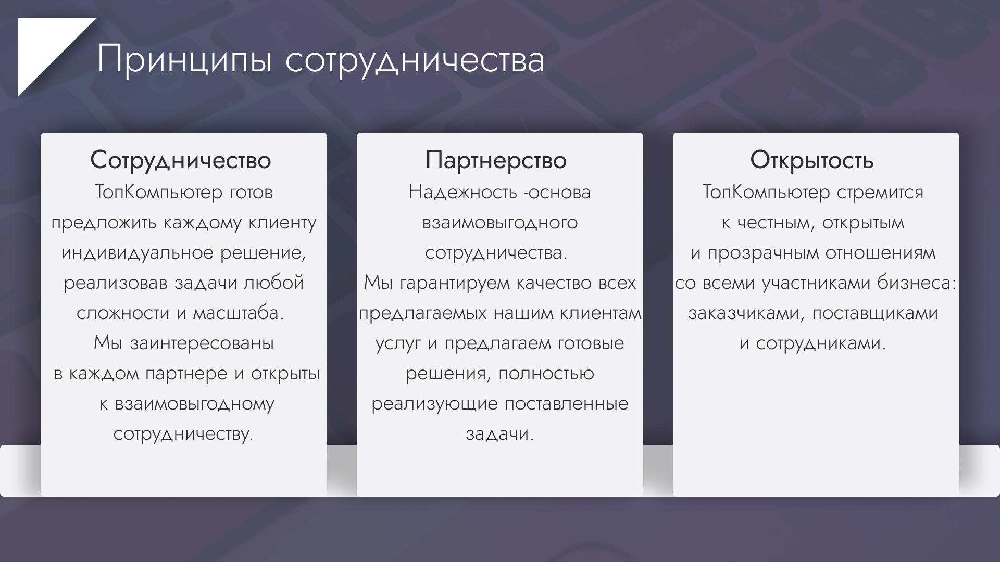 Принципы сотрудничества
Сотрудничество
ТопКомпьютер готов
предложить каждому клиенту
индивидуальное решение,
реализовав задачи любой
сложности и масштаба.
Мы заинтересованы
в каждом партнере и открыты
к взаимовыгодному
сотрудничеству.
Партнерство
Надежность -основа
взаимовыгодного
сотрудничества.
Мы гарантируем качество всех
предлагаемых нашим клиентам
услуг и предлагаем готовые
решения, полностью
реализующие поставленные
задачи.
Открытость
ТопКомпьютер стремится
к честным, открытым
и прозрачным отношениям
со всеми участниками бизнеса:
заказчиками, поставщиками
и сотрудниками.